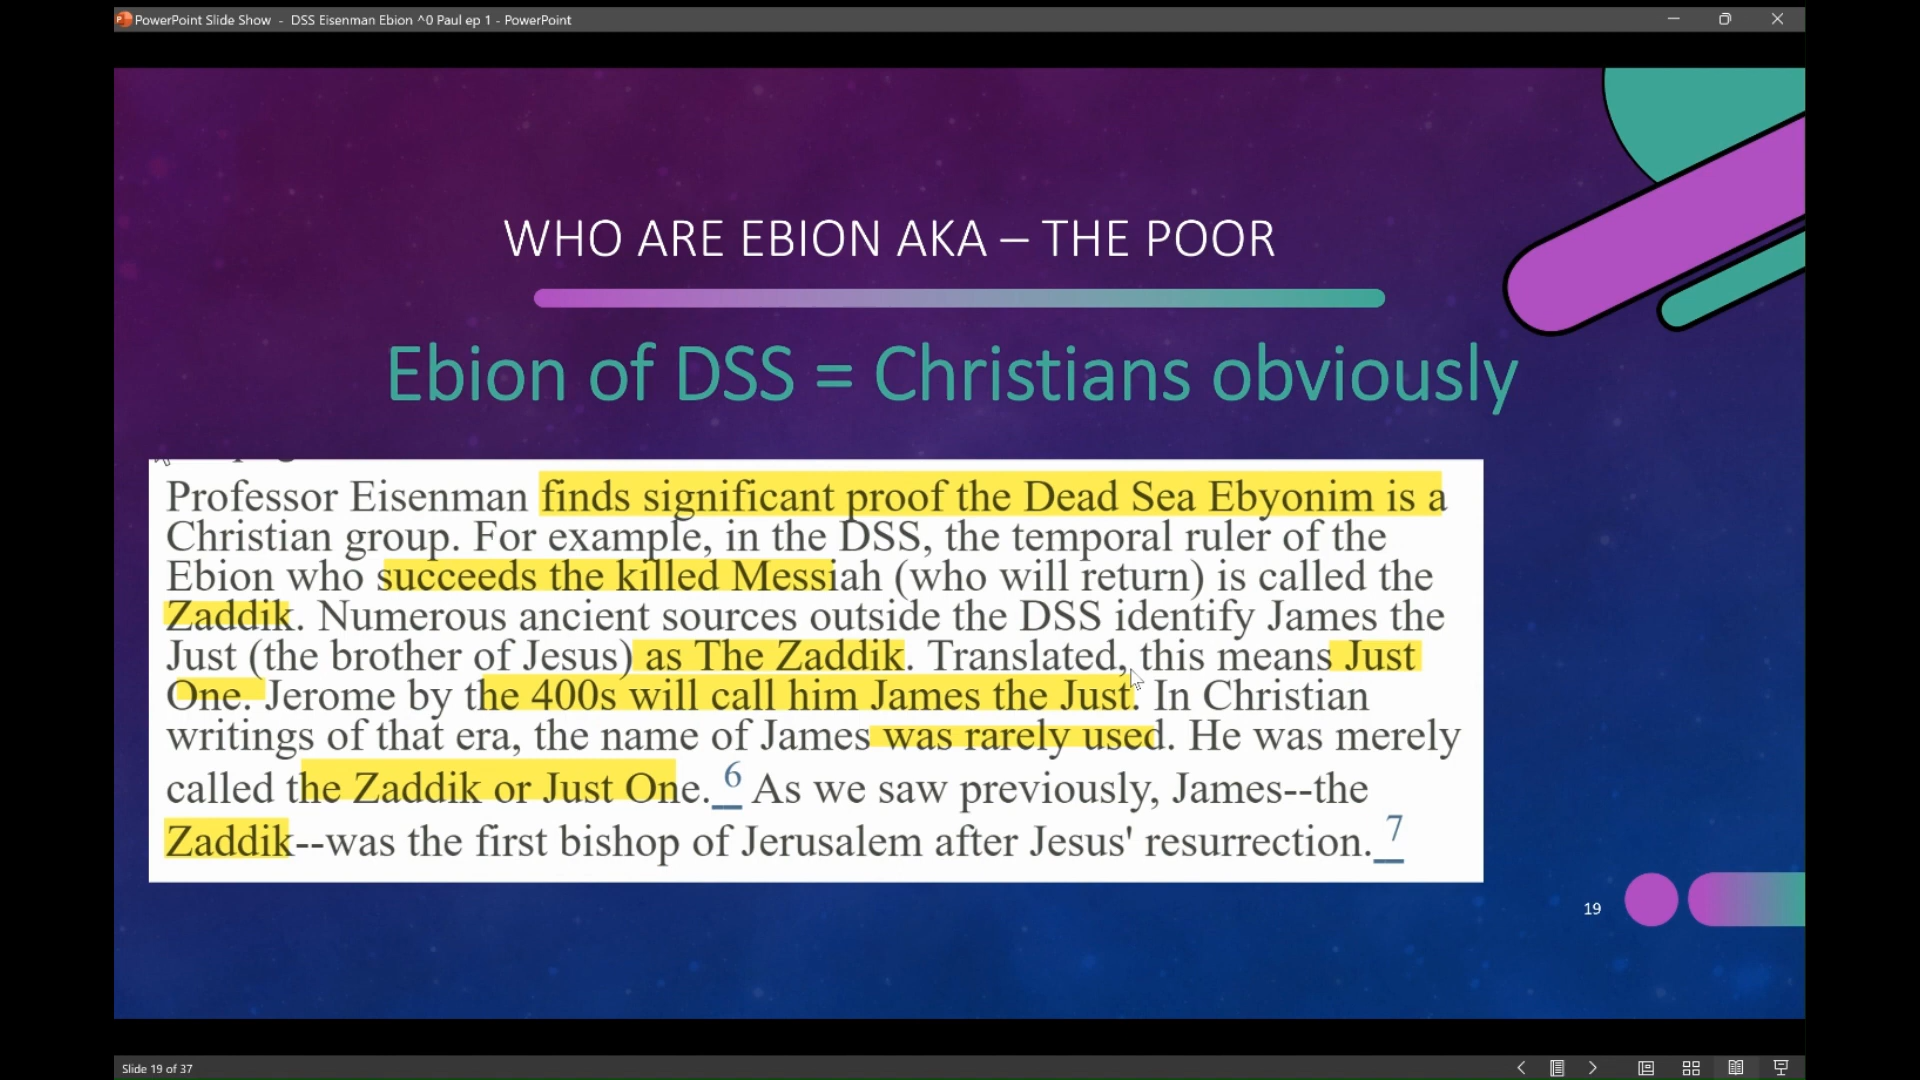 PowerPoint Slide Show - DSS Eisenman Ebion ^0 Paul ep 1 - PowerPoint
WHO ARE EBION AKA – THE POOR
Ebion of DSS = Christians obviously
Professor Eisenman finds significant proof the Dead Sea Ebyonim is a
Christian group. For example, in the DSS, the temporal ruler of the
Ebion who succeeds the killed Messiah (who will return) is called the
Zaddik. Numerous ancient sources outside the DSS identify James the
Just (the brother of Jesus) as The Zaddik. Translated, this means Just
One. Jerome by the 400s will call him James the Just. In Christian
writings of that era, the name of James was rarely used. He was merely
called the Zaddik or Just One. 6 As we saw previously, James--the
Zaddik--was the first bishop of Jerusalem after Jesus' resurrection. 7
19
Slide 19 of 37